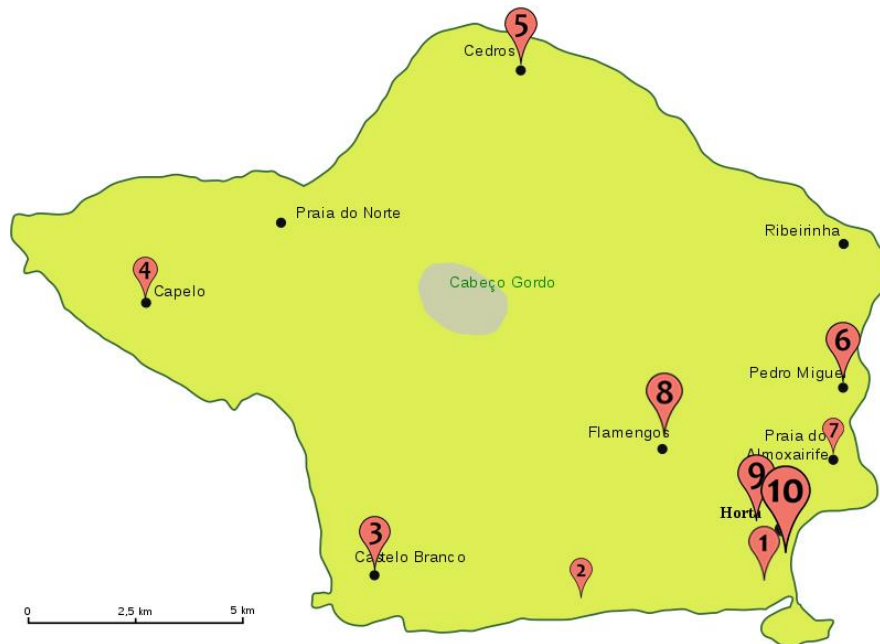 5
Cedros
Praia do Norte
Ribeirinha
4
Capelo
Cabeço Gordo
6
Pedro Miguel
8
Flamengos
7
Praia do
Almoxairife
9
10
Horta
1
3
Castelo Branco
2
0
2,5 km
5 km